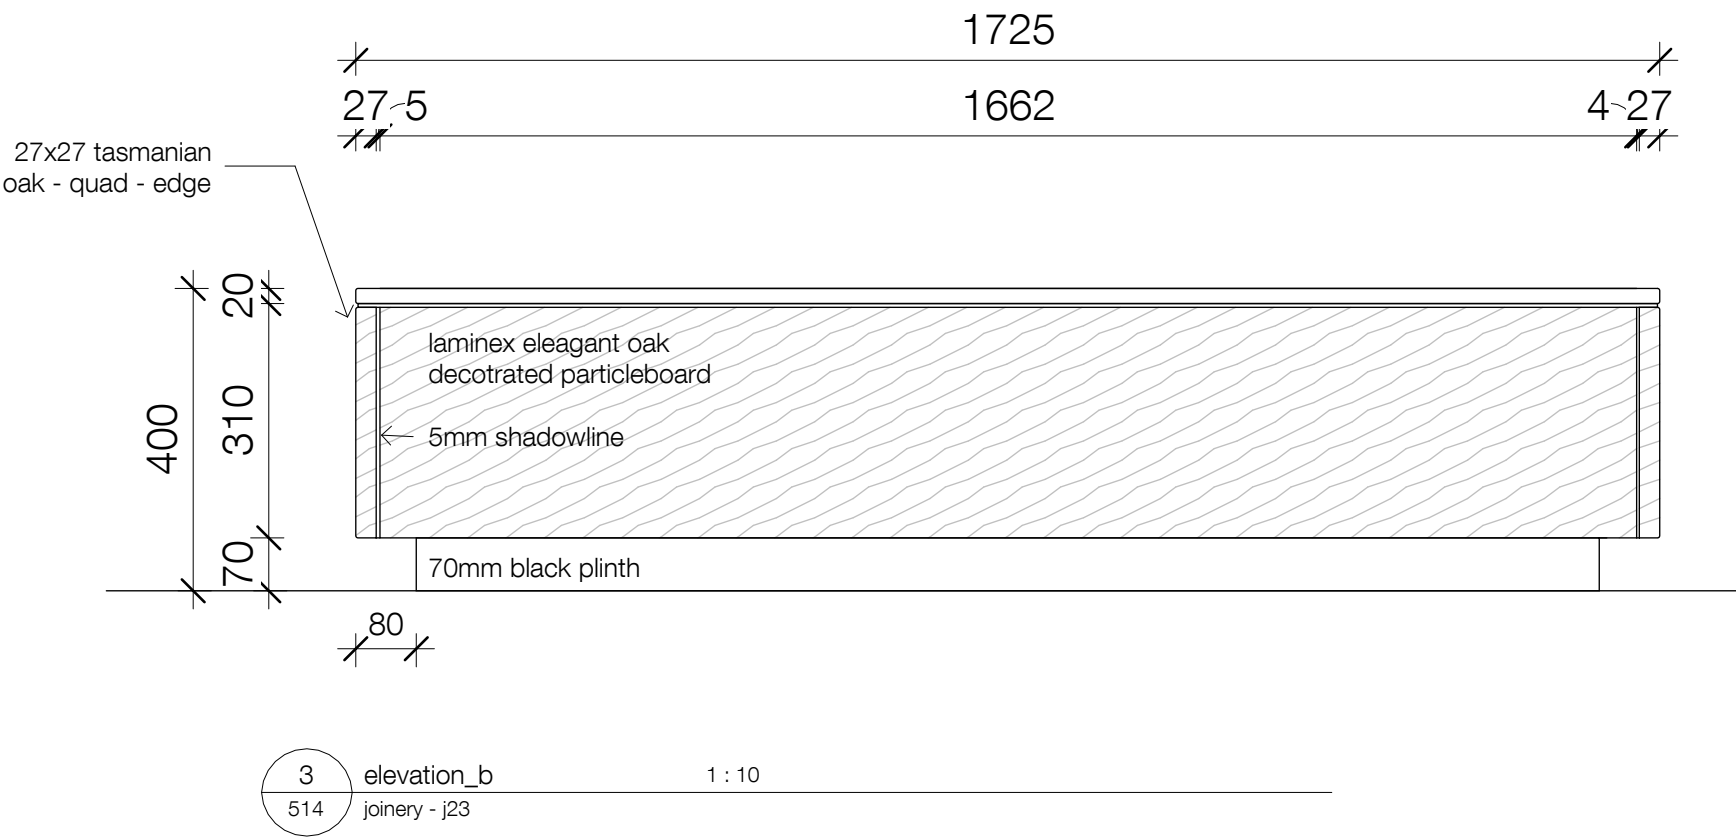 1725
27 5 1662 4 27
27x27 tasmanian
oak - quad - edge
20
laminex eleagant oak
decotrated particleboard
310
400
5mm shadowline
70
70mm black plinth
80
3 elevation_b 1 : 10
514 joinery - j23